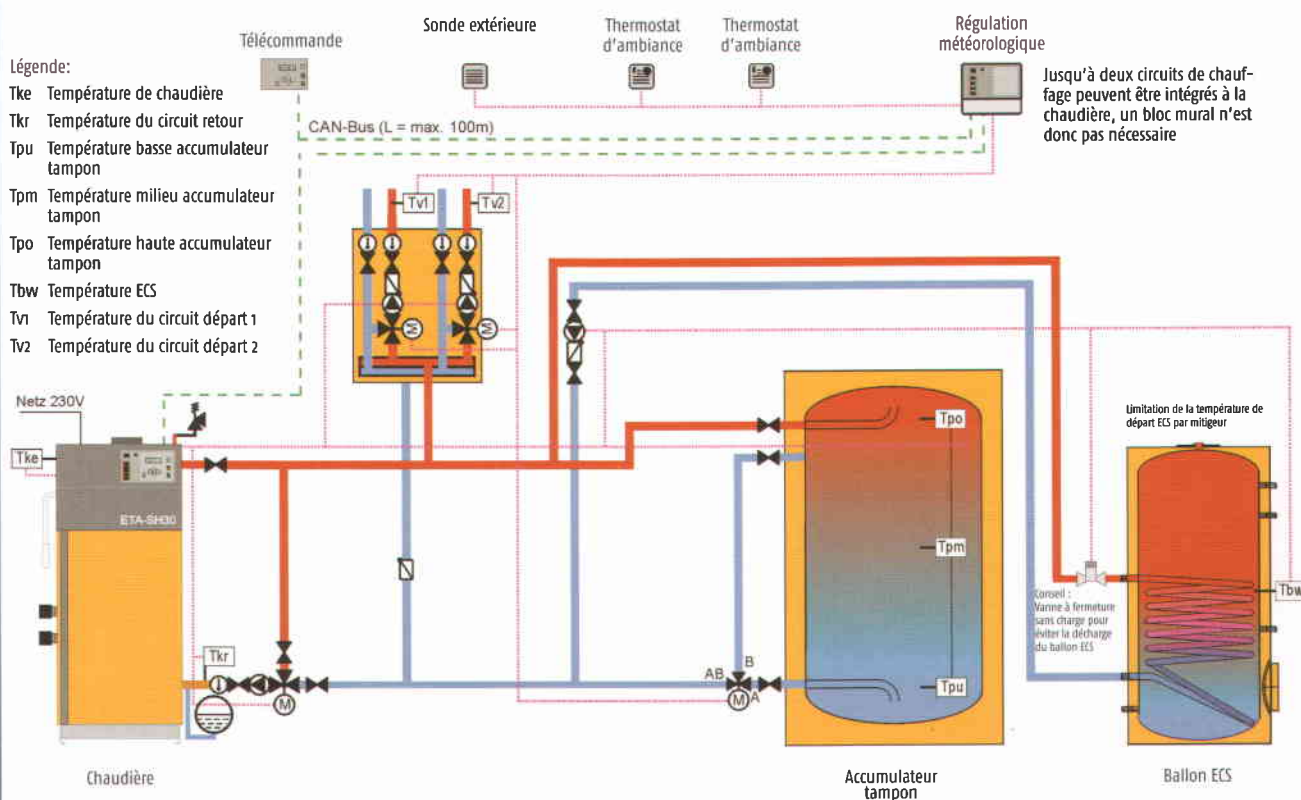 Télécommande
Sonde extérieure
Thermostat
d'ambiance
Thermostat
d'ambiance
Régulation
météorologique
Jusqu'à deux circuits de chauf-
fage peuvent être intégrés à la
chaudière, un bloc mural n'est
donc pas nécessaire
Légende:
Tke Température de chaudière
Tkr Température du circuit retour
Tpu Température basse accumulateur
tampon
Tpm Température milieu accumulateur
tampon
Tpo Température haute accumulateur
tampon
Tbw Température ECS
Tv1 Température du circuit départ 1
Tv2 Température du circuit départ 2
CAN-Bus (L = max. 100m)
Tv1
Tv2
M
M
Netz 230V
Tke
ETA-SH30
Tkr
M
AB
B
A
M
Tpo
Tpm
Tpu
Limitation de la température de
départ ECS par mitigeur
Conseil :
Vanne à fermeture
sans charge pour
éviter la décharge
du ballon ECS
Tbw
Chaudière
Accumulateur
tampon
Ballon ECS